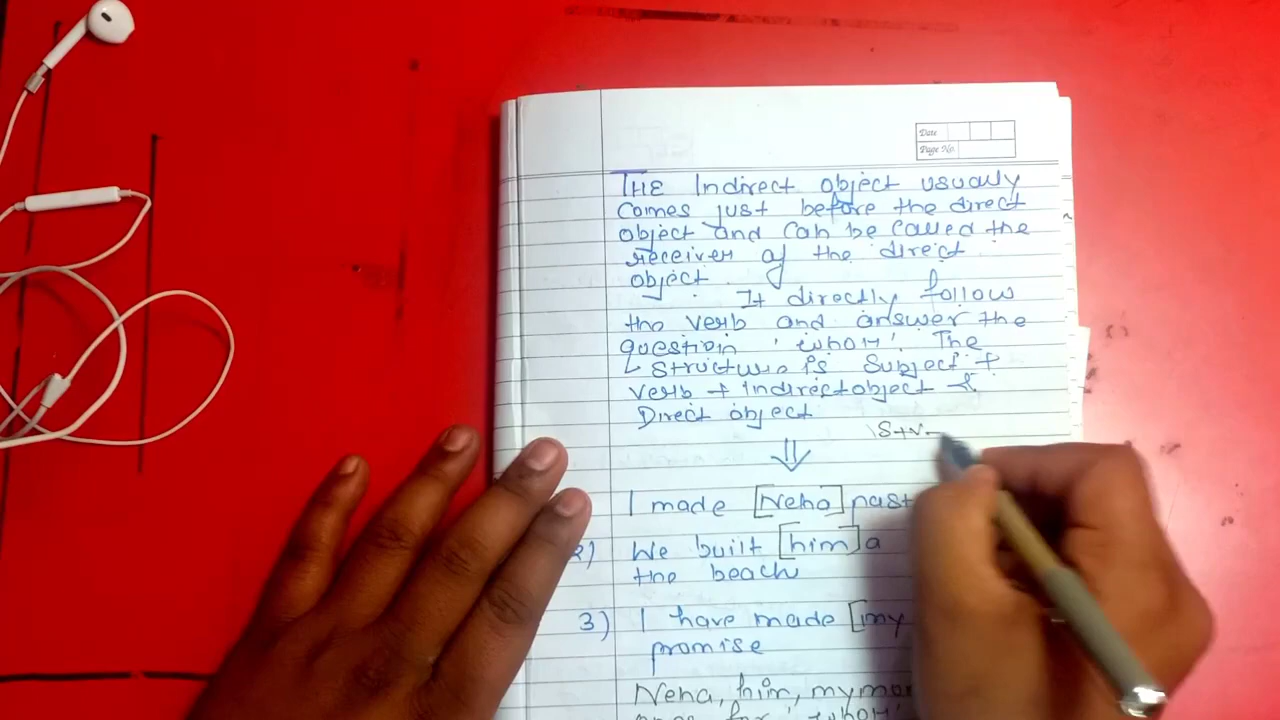 Date
Page No.
THE Indirect object usually
comes just before the direct
object and can be called the
receiver of the direct
object.
It directly follow
the verb and answer the
question 'whom'. The
structure is Subject +
verb + indirect object +
Direct object
S+V-
⇓
I made [Neha] past
2) We built [him] a
the beach
3) I have made [my
promise
Neha, him, my mom